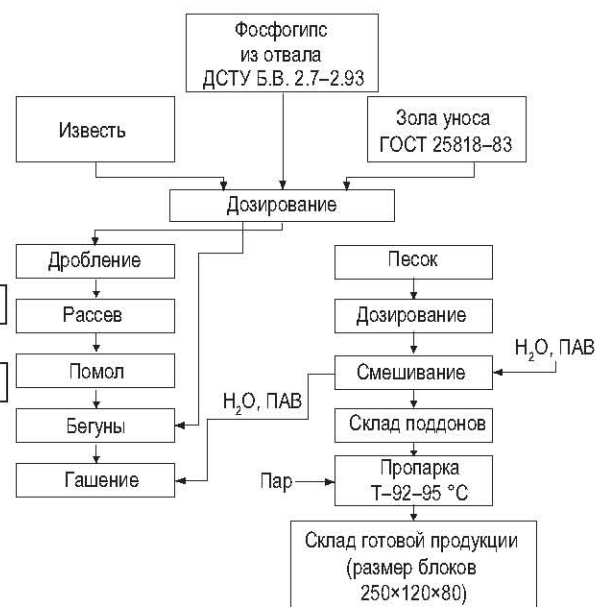 Фосфогипс
из отвала
ДСТУ Б.В. 2.7–2.93
Известь
Зола уноса
ГОСТ 25818–83
Дозирование
Дробление
Рассев
Помол
Бегуны
Гашение
Песок
Дозирование
Смешивание
H₂O, ПАВ
H₂O, ПАВ
Склад поддонов
Пар
Пропарка
Т–92–95 °С
Склад готовой продукции
(размер блоков
250×120×80)